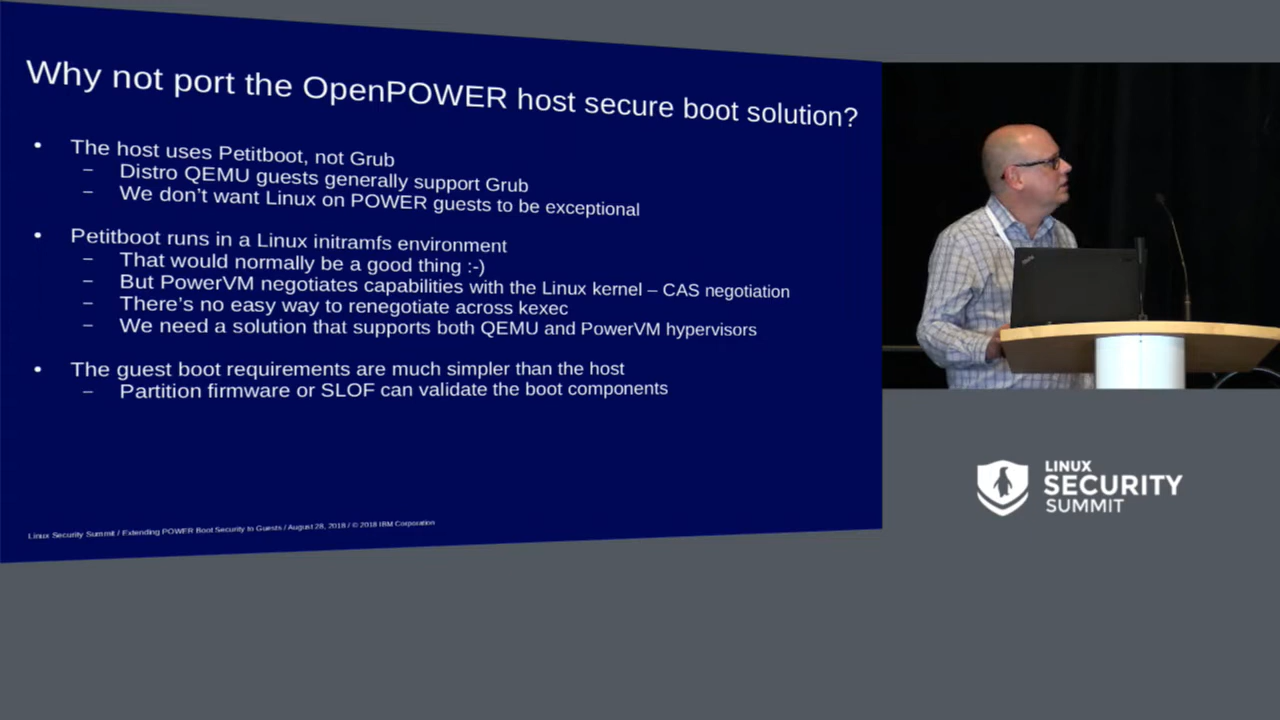 Why not port the OpenPOWER host secure boot solution?
• The host uses Petitboot, not Grub
– Distro QEMU guests generally support Grub
– We don't want Linux on POWER guests to be exceptional
• Petitboot runs in a Linux initramfs environment
– That would normally be a good thing :-)
– But PowerVM negotiates capabilities with the Linux kernel – CAS negotiation
– There's no easy way to renegotiate across kexec
– We need a solution that supports both QEMU and PowerVM hypervisors
• The guest boot requirements are much simpler than the host
– Partition firmware or SLOF can validate the boot components
Linux Security Summit / Extending POWER Boot Security to Guests / August 28, 2018 / © 2018 IBM Corporation
LINUX
SECURITY
SUMMIT